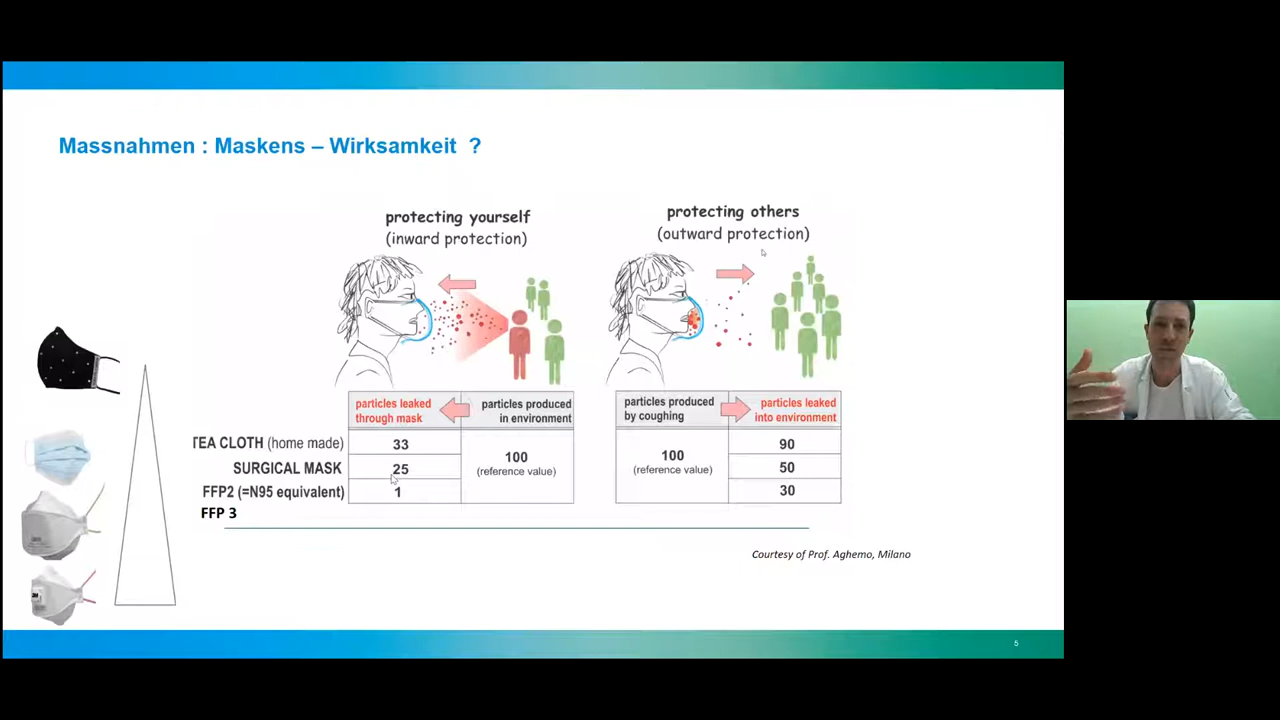 Massnahmen : Maskens – Wirksamkeit ?
protecting yourself
(inward protection)
protecting others
(outward protection)
particles leaked
through mask
particles produced
in environment
particles produced
by coughing
particles leaked
into environment
TEA CLOTH (home made)
33
SURGICAL MASK
25
FFP2 (=N95 equivalent)
1
100
(reference value)
100
(reference value)
90
50
30
FFP 3
Courtesy of Prof. Aghemo, Milano
5